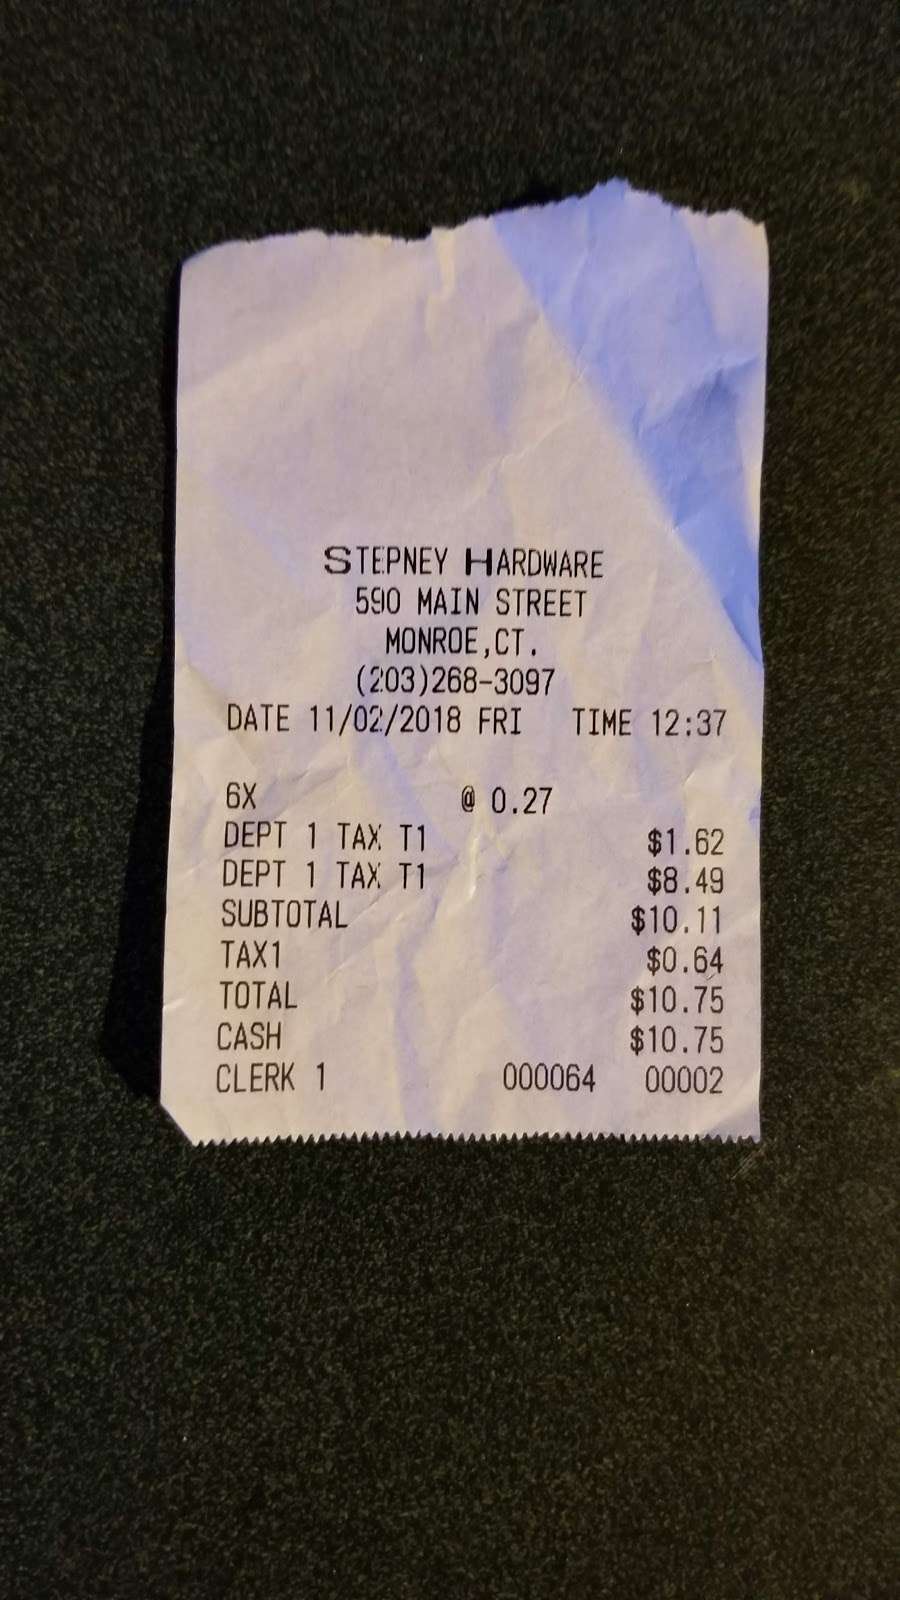 STEPNEY HARDWARE
590 MAIN STREET
MONROE,CT.
(203)268-3097
DATE 11/02/2018 FRI TIME 12:37
6X @ 0.27
DEPT 1 TAX T1 $1.62
DEPT 1 TAX T1 $8.49
SUBTOTAL $10.11
TAX1 $0.64
TOTAL $10.75
CASH $10.75
CLERK 1 000064 00002